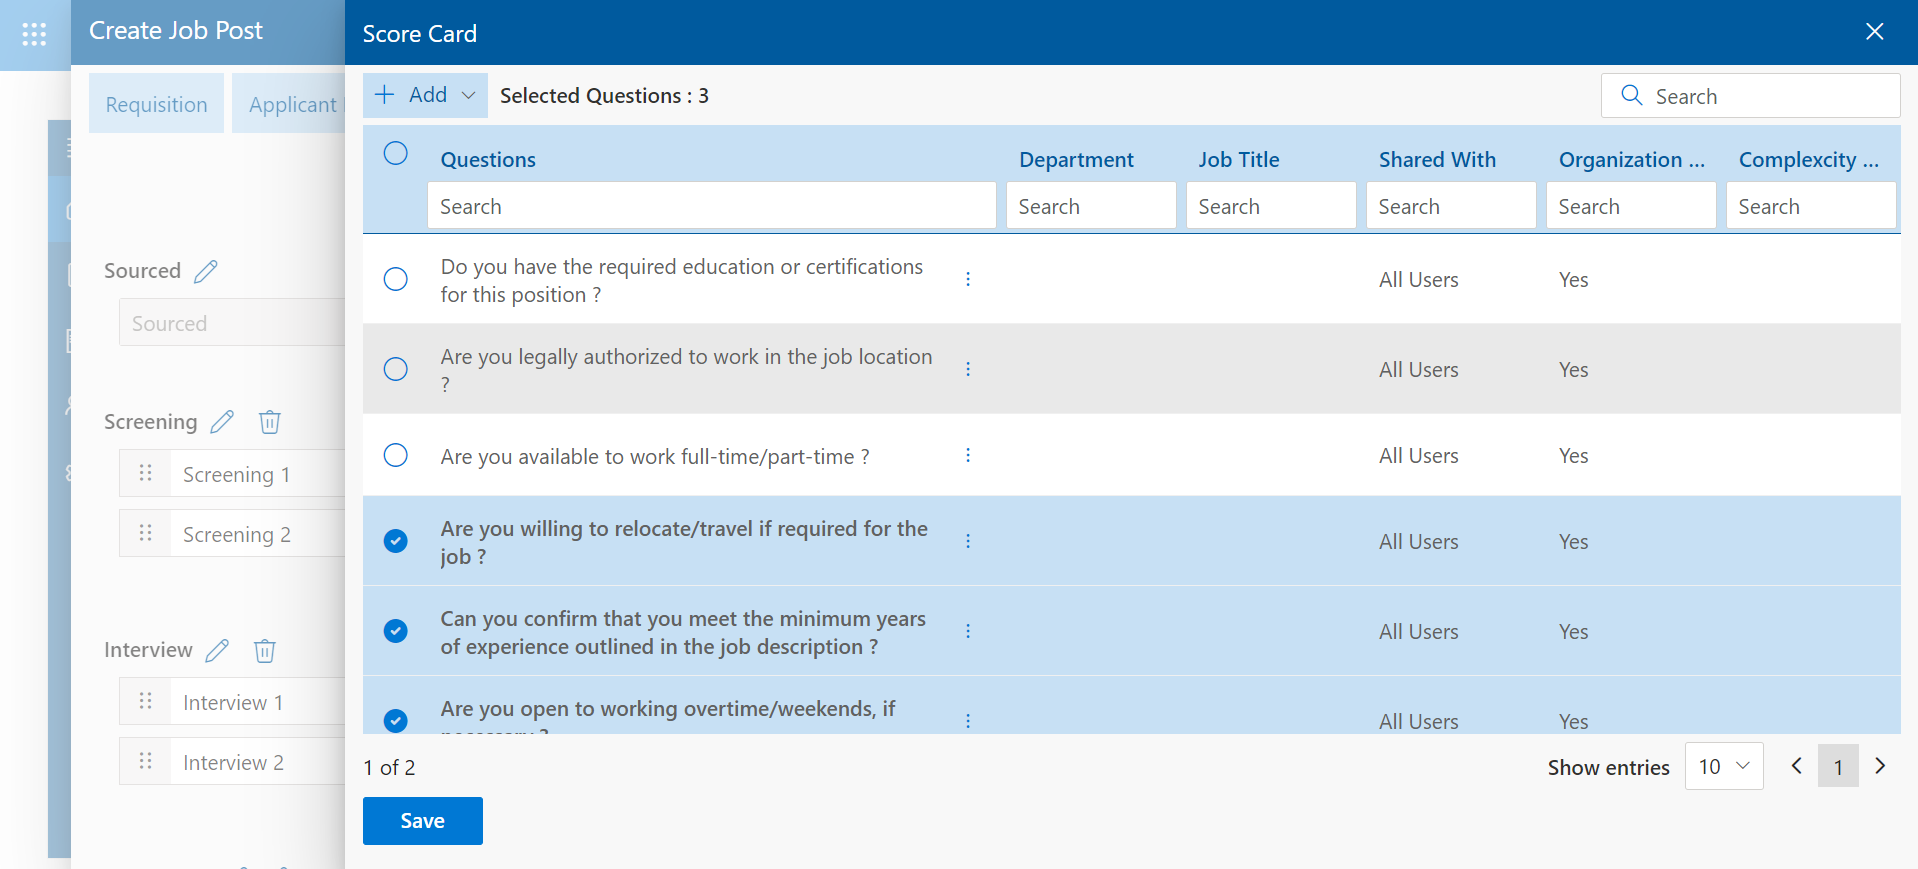 Create Job Post
Requisition
Applicant
Sourced
Sourced
Screening
Screening 1
Screening 2
Interview
Interview 1
Interview 2
Score Card
Add
Selected Questions : 3
Search
Questions
Department
Job Title
Shared With
Organization ...
Complexcity ...
Search
Search
Search
Search
Search
Search
Do you have the required education or certifications
for this position ?
All Users
Yes
Are you legally authorized to work in the job location
?
All Users
Yes
Are you available to work full-time/part-time ?
All Users
Yes
Are you willing to relocate/travel if required for the
job ?
All Users
Yes
Can you confirm that you meet the minimum years
of experience outlined in the job description ?
All Users
Yes
Are you open to working overtime/weekends, if
necessary ?
All Users
Yes
1 of 2
Show entries
10
1
Save